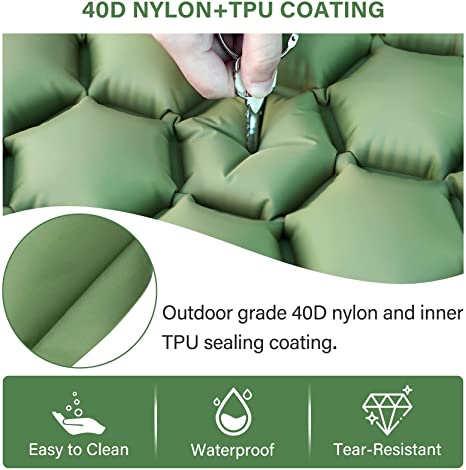 40D NYLON+TPU COATING
Outdoor grade 40D nylon and inner
TPU sealing coating.
Easy to Clean
Waterproof
Tear-Resistant